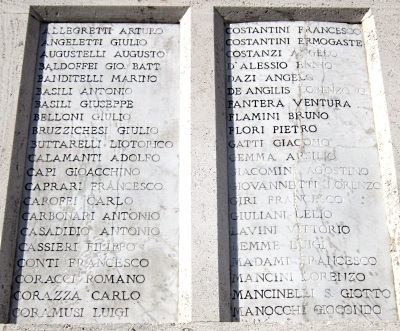 ALLEGRETTI ARTURO
ANGELETTI GIULIO
AUGUSTELLI AUGUSTO
BALDOFFEI GIO. BATT.
BANDITELLI MARINO
BASILI ANTONIO
BASILI GIUSEPPE
BELLONI GIULIO
BRUZZICHESI GIULIO
BUTTARELLI LIOTORICO
CALAMANTI ADOLFO
CAPI GIOACCHINO
CAPRARI FRANCESCO
CAROFFI CARLO
CARBONARI ANTONIO
CASADIDIO ANTONIO
CASSIERI FILIPPO
CONTI FRANCESCO
CORACCI ROMANO
CORAZZA CARLO
CORAMUSI LUIGI
COSTANTINI FRANCESCO
COSTANTINI ERMOGASTE
COSTANZI ANGELO
D'ALESSIO
DAZI ANGELO
DE ANGILIS LORENZO
FANTERA VENTURA
FLAMINI BRUNO
FLORI PIETRO
GATTI GIACOMO
GEMMA
GIACOMINI AGOSTINO
GIOVANNETTI LORENZO
GIRI FRANCESCO
GIULIANI LELIO
LAVINI VITTORIO
LEMME LUIGI
MADAMI FRANCESCO
MANCINI LORENZO
MANCINELLI S. GIOTTO
MANOCCHI GIOCONDO